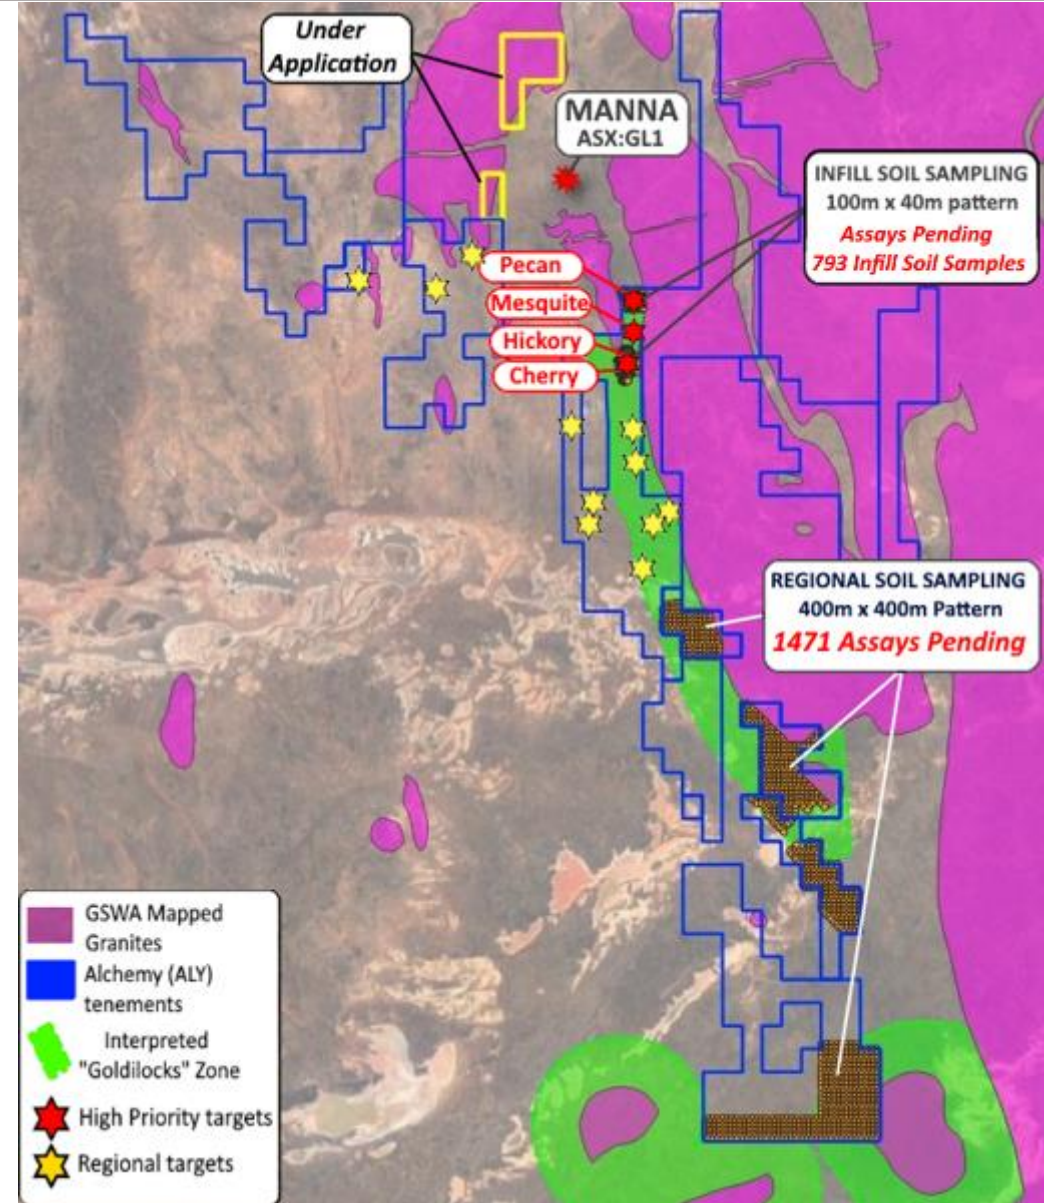 Under
Application
MANNA
ASX:GL1
INFILL SOIL SAMPLING
100m x 40m pattern
Assays Pending
793 Infill Soil Samples
Pecan
Mesquite
Hickory
Cherry
REGIONAL SOIL SAMPLING
400m x 400m Pattern
1471 Assays Pending
GSWA Mapped
Granites
Alchemy (ALY)
tenements
Interpreted
"Goldilocks" Zone
High Priority targets
Regional targets